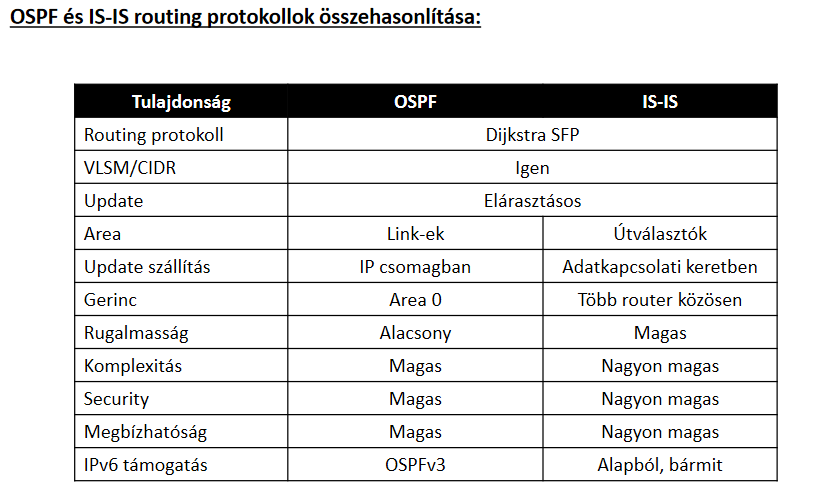 OSPF és IS-IS routing protokollok összehasonlítása:
Tulajdonság OSPF IS-IS
Routing protokoll Dijkstra SFP
VLSM/CIDR Igen
Update Elárasztásos
Area Link-ek Útválasztók
Update szállítás IP csomagban Adatkapcsolati keretben
Gerinc Area 0 Több router közösen
Rugalmasság Alacsony Magas
Komplexitás Magas Nagyon magas
Security Magas Nagyon magas
Megbízhatóság Magas Nagyon magas
IPv6 támogatás OSPFv3 Alapból, bármit